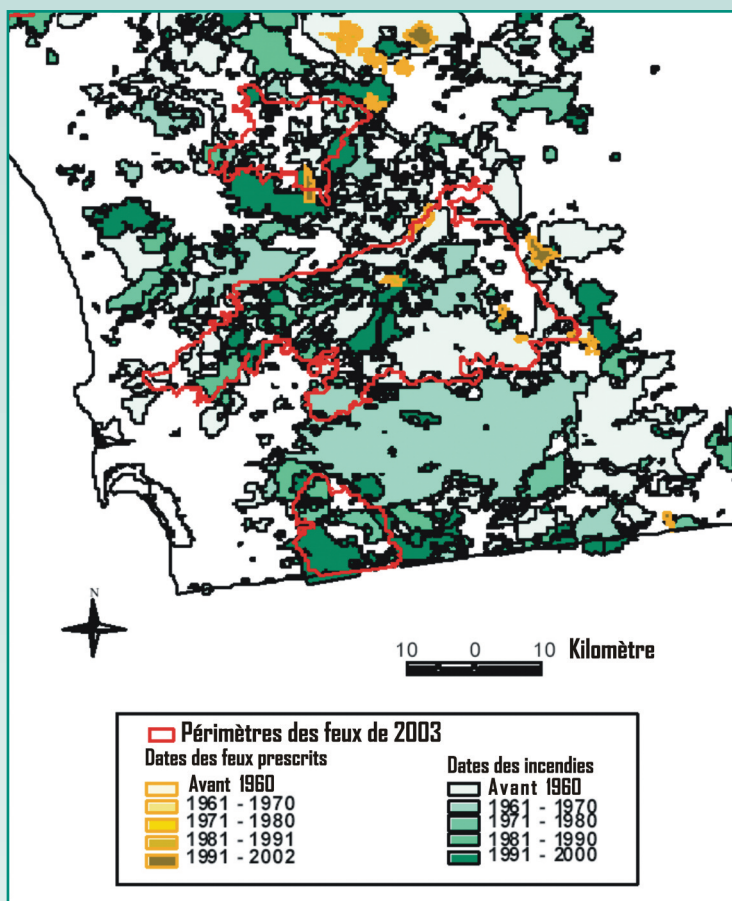 N
10 0 10 Kilomètre
Périmètres des feux de 2003
Dates des feux prescrits
Avant 1960
1961 - 1970
1971 - 1980
1981 - 1991
1991 - 2002
Dates des incendies
Avant 1960
1961 - 1970
1971 - 1980
1981 - 1990
1991 - 2000